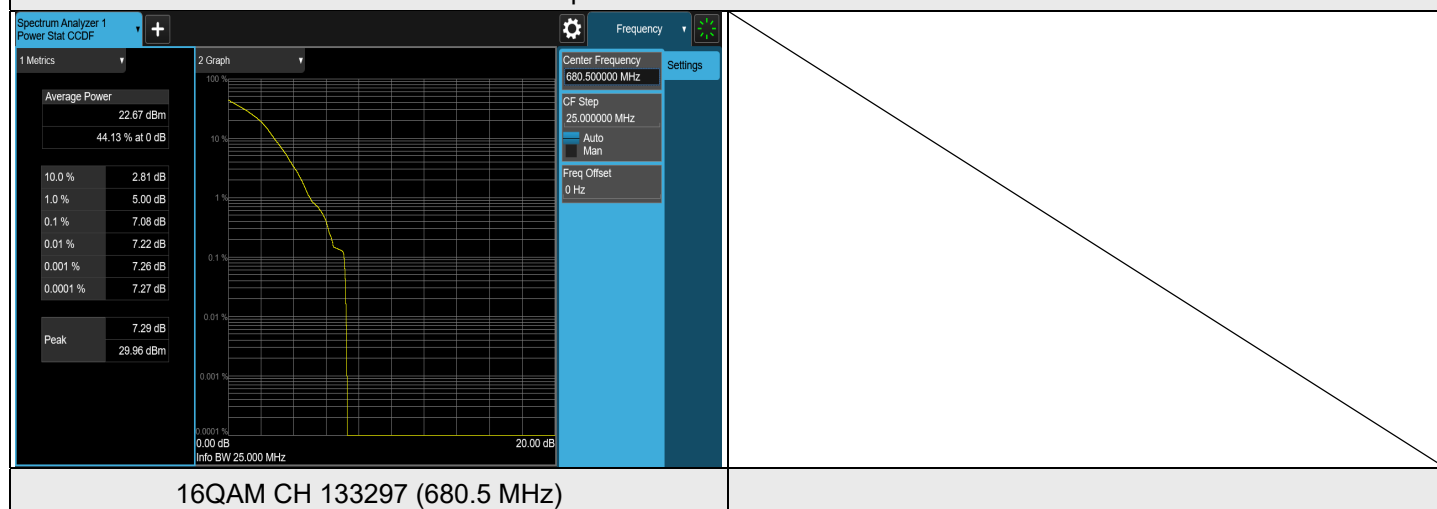 Spectrum Analyzer 1
Power Stat CCDF
Frequency
1 Metrics
2 Graph
Average Power
22.67 dBm
44.13 % at 0 dB
10.0 % 2.81 dB
1.0 % 5.00 dB
0.1 % 7.08 dB
0.01 % 7.22 dB
0.001 % 7.26 dB
0.0001 % 7.27 dB
Peak
7.29 dB
29.96 dBm
100 %
10 %
1 %
0.1 %
0.01 %
0.001 %
0.0001 %
0.00 dB 20.00 dB
Info BW 25.000 MHz
Center Frequency
680.500000 MHz
CF Step
25.000000 MHz
Auto
Man
Freq Offset
0 Hz
Settings
16QAM CH 133297 (680.5 MHz)